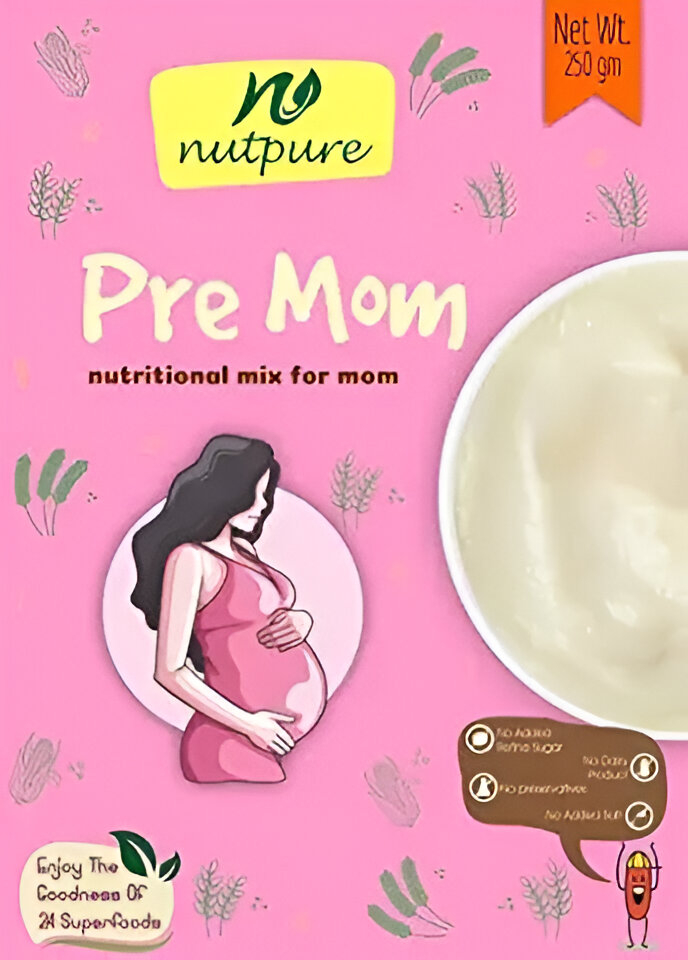 Net Wt.
250 gm
nutpure
Pre Mom
nutritional mix for mom
No Added
Refine Sugar
No Dairy
Product
No preservatives
No Added
Enjoy The
Goodness Of
24 Superfoods